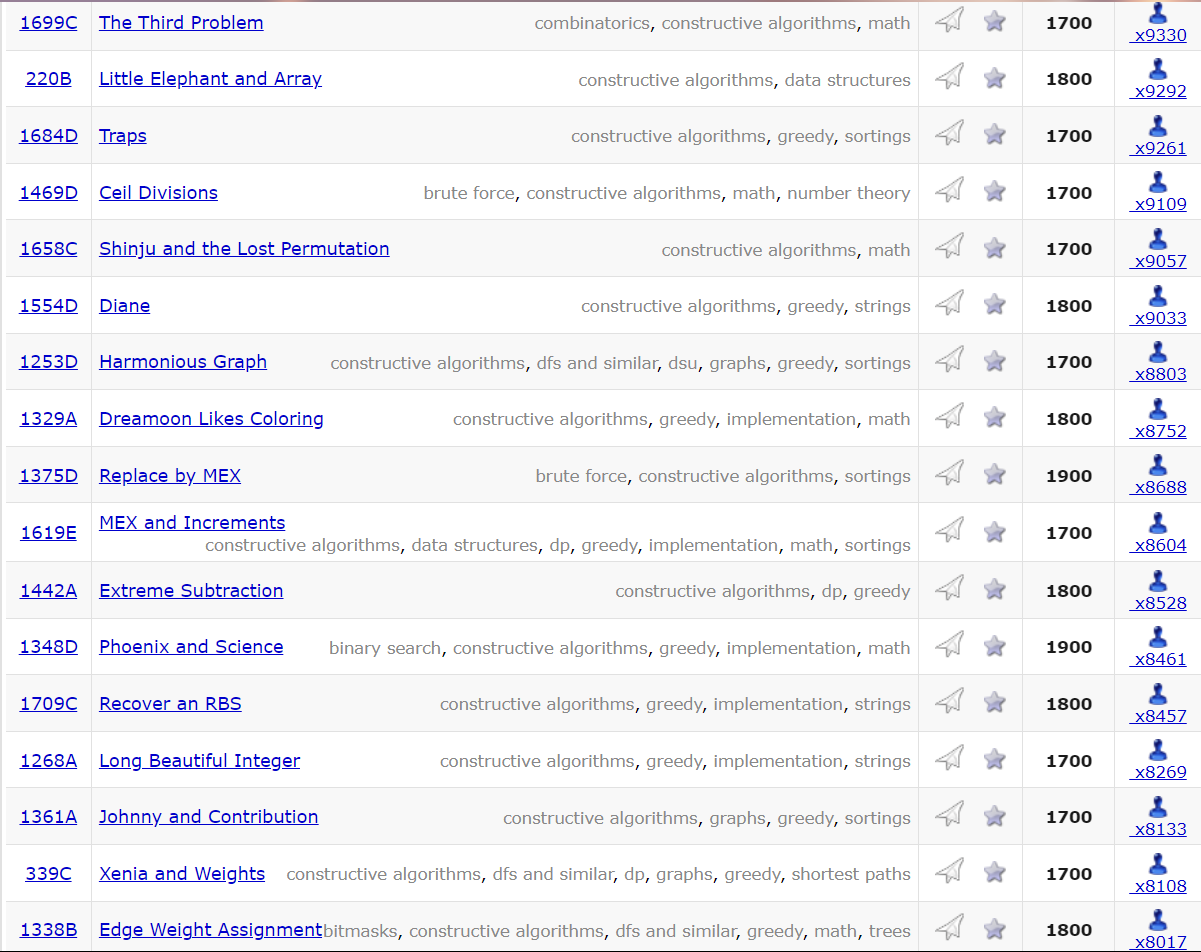 1699C The Third Problem combinatorics, constructive algorithms, math 1700 x9330
220B Little Elephant and Array constructive algorithms, data structures 1800 x9292
1684D Traps constructive algorithms, greedy, sortings 1700 x9261
1469D Ceil Divisions brute force, constructive algorithms, math, number theory 1700 x9109
1658C Shinju and the Lost Permutation constructive algorithms, math 1700 x9057
1554D Diane constructive algorithms, greedy, strings 1800 x9033
1253D Harmonious Graph constructive algorithms, dfs and similar, dsu, graphs, greedy, sortings 1700 x8803
1329A Dreamoon Likes Coloring constructive algorithms, greedy, implementation, math 1800 x8752
1375D Replace by MEX brute force, constructive algorithms, sortings 1900 x8688
1619E MEX and Increments
constructive algorithms, data structures, dp, greedy, implementation, math, sortings 1700 x8604
1442A Extreme Subtraction constructive algorithms, dp, greedy 1800 x8528
1348D Phoenix and Science binary search, constructive algorithms, greedy, implementation, math 1900 x8461
1709C Recover an RBS constructive algorithms, greedy, implementation, strings 1800 x8457
1268A Long Beautiful Integer constructive algorithms, greedy, implementation, strings 1700 x8269
1361A Johnny and Contribution constructive algorithms, graphs, greedy, sortings 1700 x8133
339C Xenia and Weights constructive algorithms, dfs and similar, dp, graphs, greedy, shortest paths 1700 x8108
1338B Edge Weight Assignment bitmasks, constructive algorithms, dfs and similar, greedy, math, trees 1800 x8017